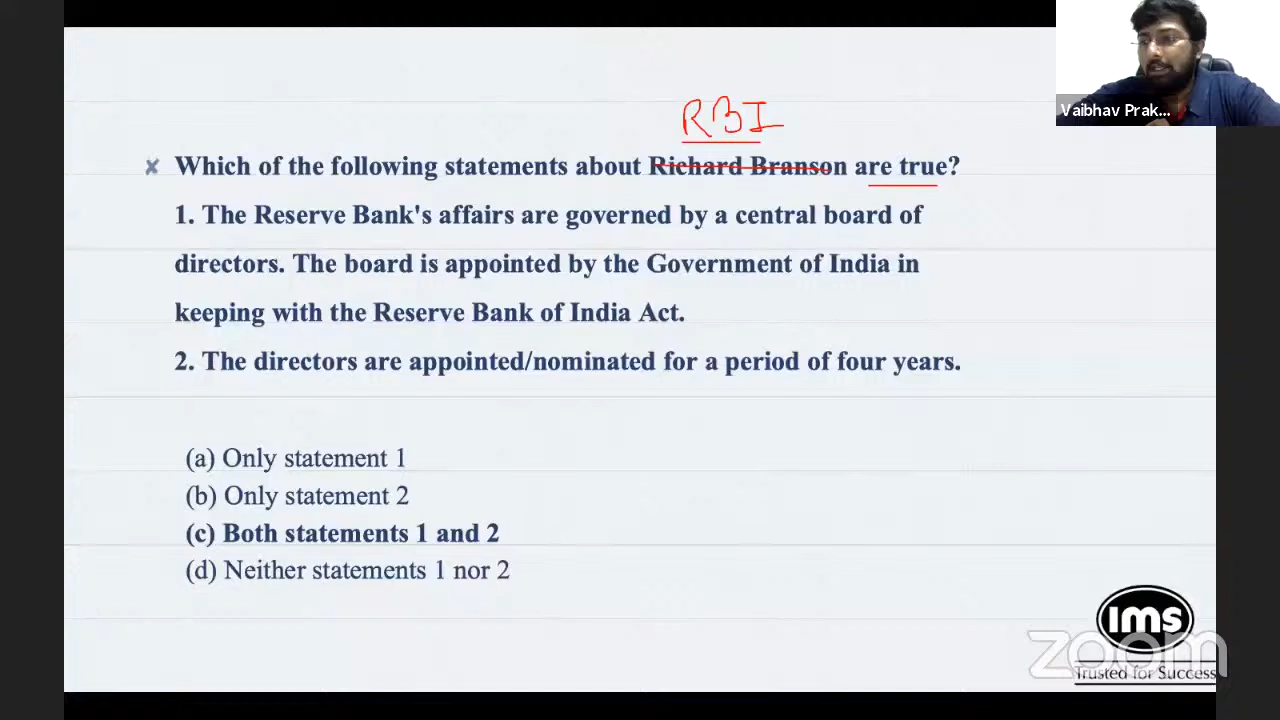 Vaibhav Prak...
RBI
Which of the following statements about Richard Branson are true?
1. The Reserve Bank's affairs are governed by a central board of
directors. The board is appointed by the Government of India in
keeping with the Reserve Bank of India Act.
2. The directors are appointed/nominated for a period of four years.
(a) Only statement 1
(b) Only statement 2
(c) Both statements 1 and 2
(d) Neither statements 1 nor 2
ims
zoom
Trusted for Success